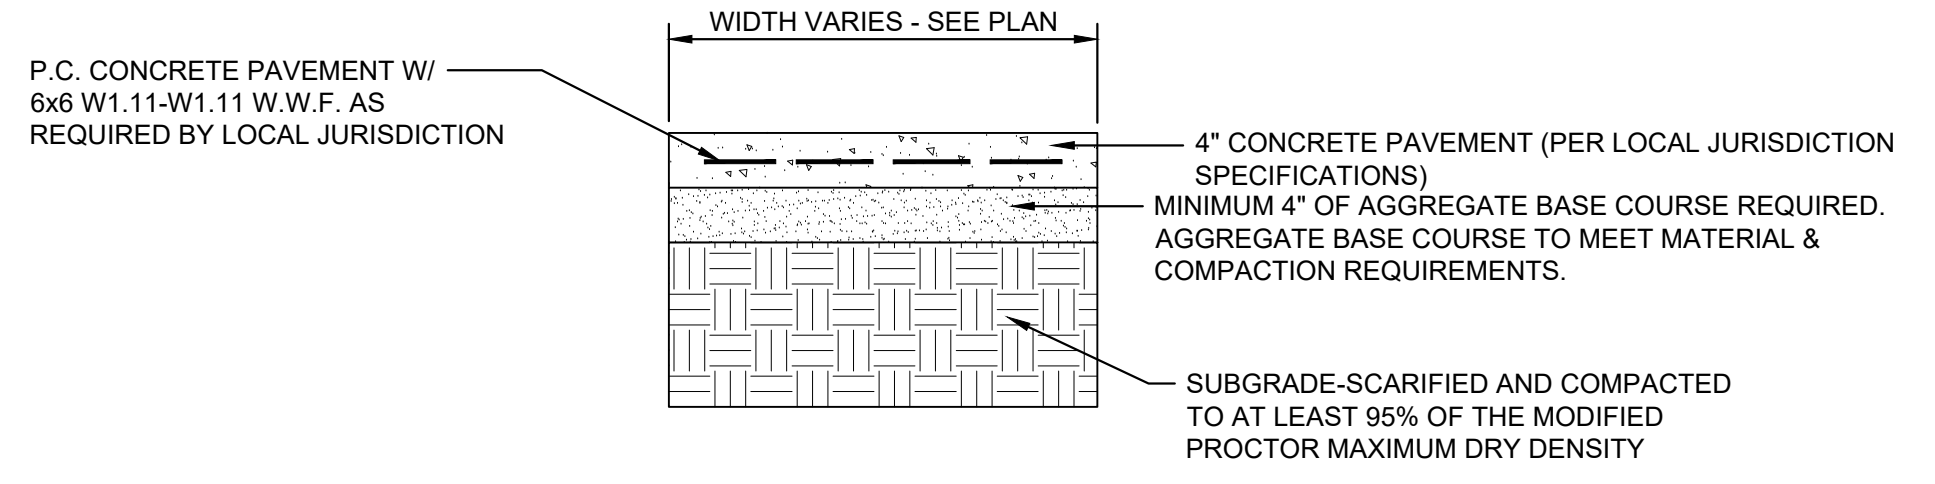 WIDTH VARIES - SEE PLAN
P.C. CONCRETE PAVEMENT W/
6x6 W1.11-W1.11 W.W.F. AS
REQUIRED BY LOCAL JURISDICTION
4" CONCRETE PAVEMENT (PER LOCAL JURISDICTION
SPECIFICATIONS)
MINIMUM 4" OF AGGREGATE BASE COURSE REQUIRED.
AGGREGATE BASE COURSE TO MEET MATERIAL &
COMPACTION REQUIREMENTS.
SUBGRADE-SCARIFIED AND COMPACTED
TO AT LEAST 95% OF THE MODIFIED
PROCTOR MAXIMUM DRY DENSITY